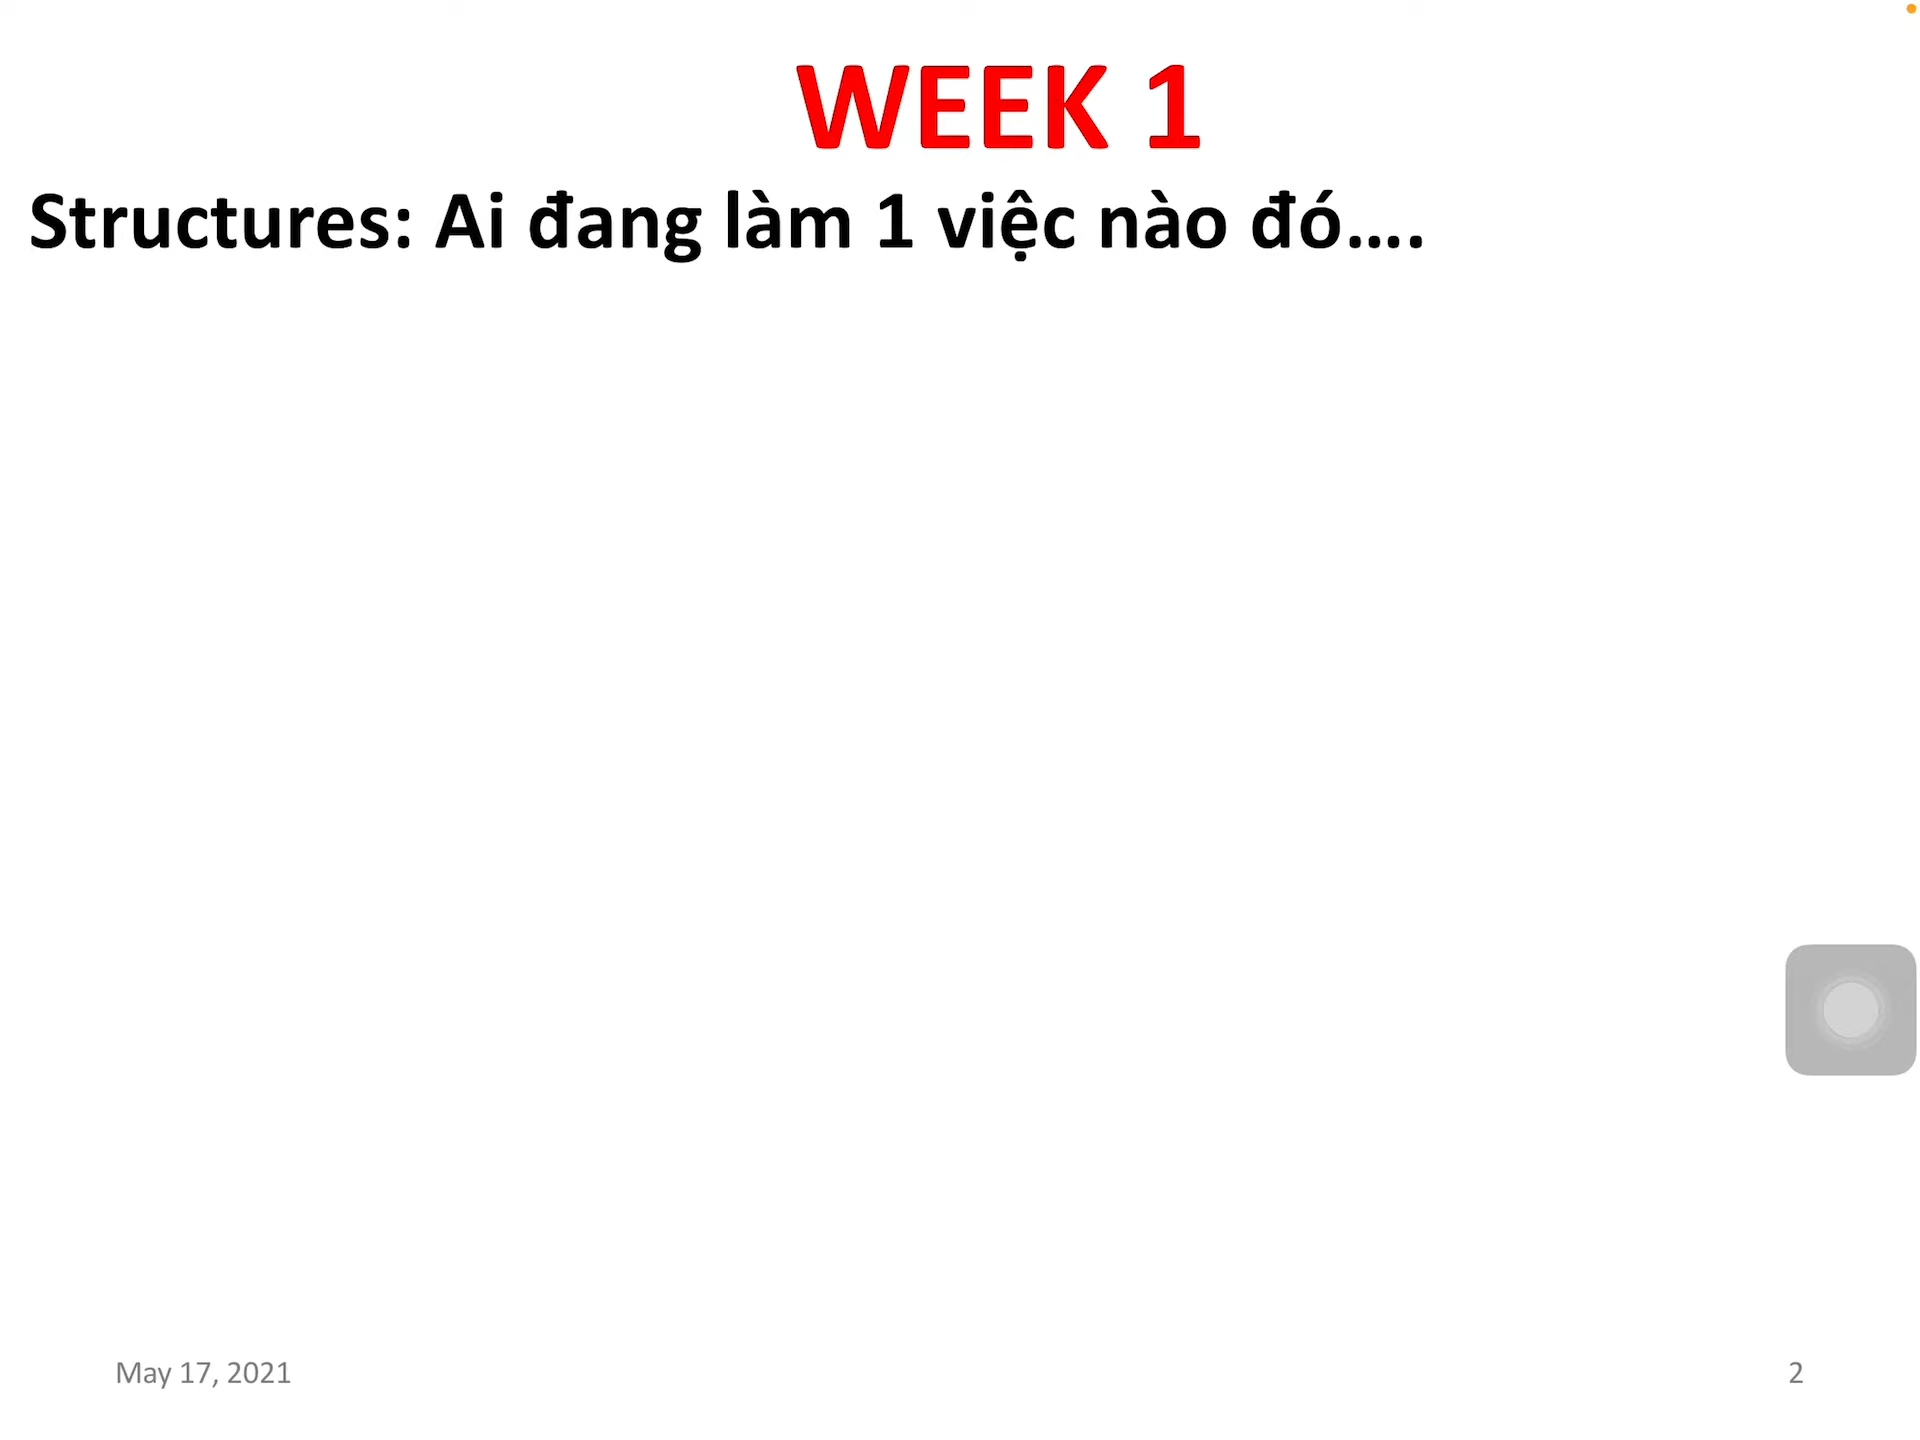 WEEK 1
Structures: Ai đang làm 1 việc nào đó....
May 17, 2021
2